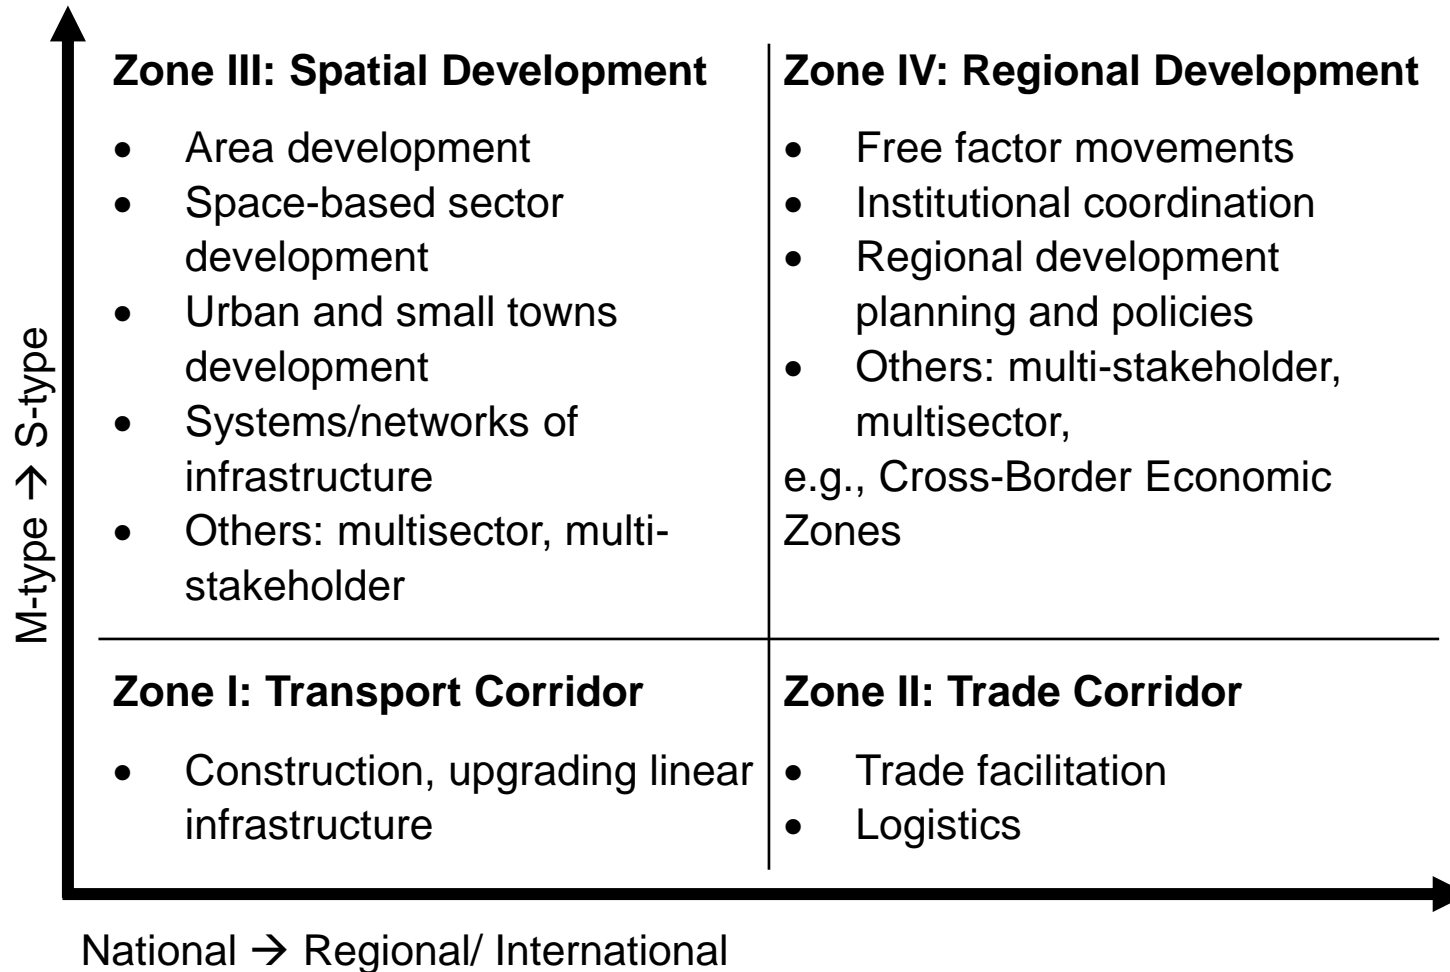 M-type → S-type
Zone III: Spatial Development
• Area development
• Space-based sector
development
• Urban and small towns
development
• Systems/networks of
infrastructure
• Others: multisector, multi-
stakeholder
Zone IV: Regional Development
• Free factor movements
• Institutional coordination
• Regional development
planning and policies
• Others: multi-stakeholder,
multisector,
e.g., Cross-Border Economic
Zones
Zone I: Transport Corridor
• Construction, upgrading linear
infrastructure
Zone II: Trade Corridor
• Trade facilitation
• Logistics
National → Regional/ International